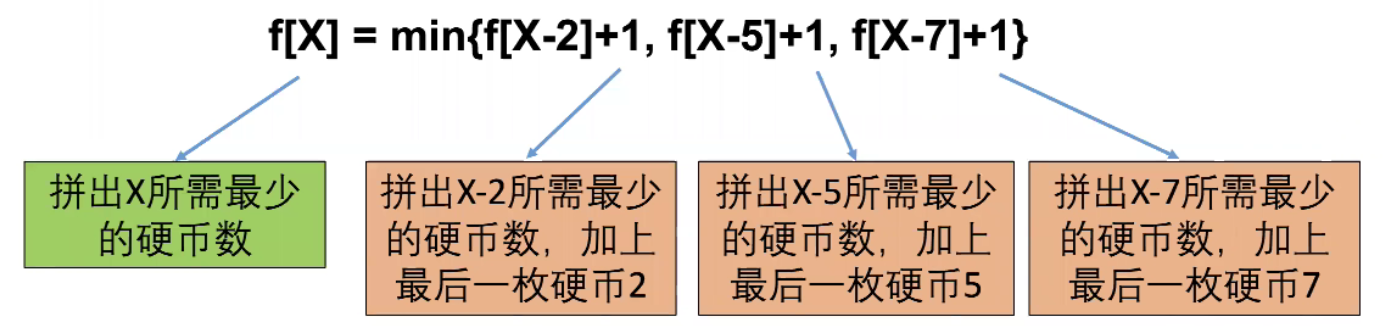 f[X] = min{f[X-2]+1, f[X-5]+1, f[X-7]+1}
拼出X所需最少
的硬币数
拼出X-2所需最少
的硬币数，加上
最后一枚硬币2
拼出X-5所需最少
的硬币数，加上
最后一枚硬币5
拼出X-7所需最少
的硬币数，加上
最后一枚硬币7